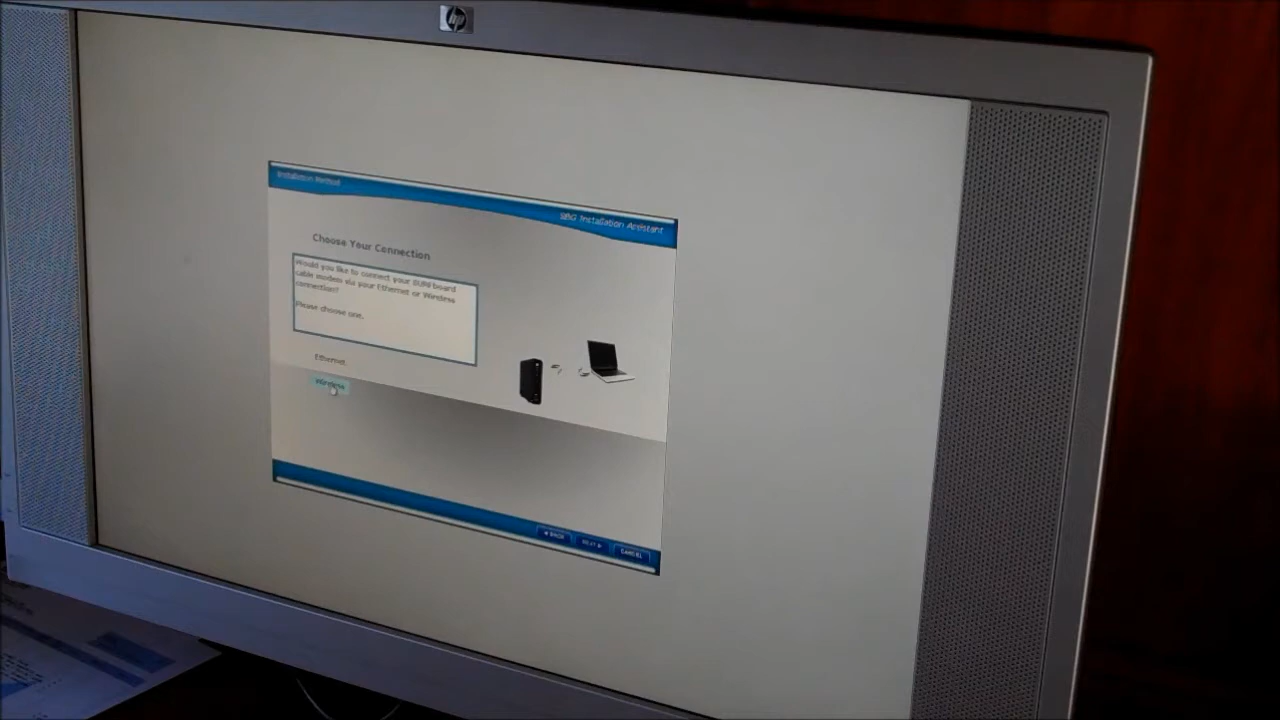 hp
Installation Method
SBG Installation Assistant
Choose Your Connection
Would you like to connect your SURFboard
cable modem via your Ethernet or Wireless
connection?
Please choose one.
Ethernet
Wireless
BACK
NEXT
CANCEL